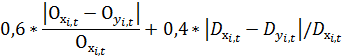 0,6 * |O_{x_{i,t}} − O_{y_{i,t}}| / O_{x_{i,t}} + 0,4 * |D_{x_{i,t}} − D_{y_{i,t}}| / D_{x_{i,t}}